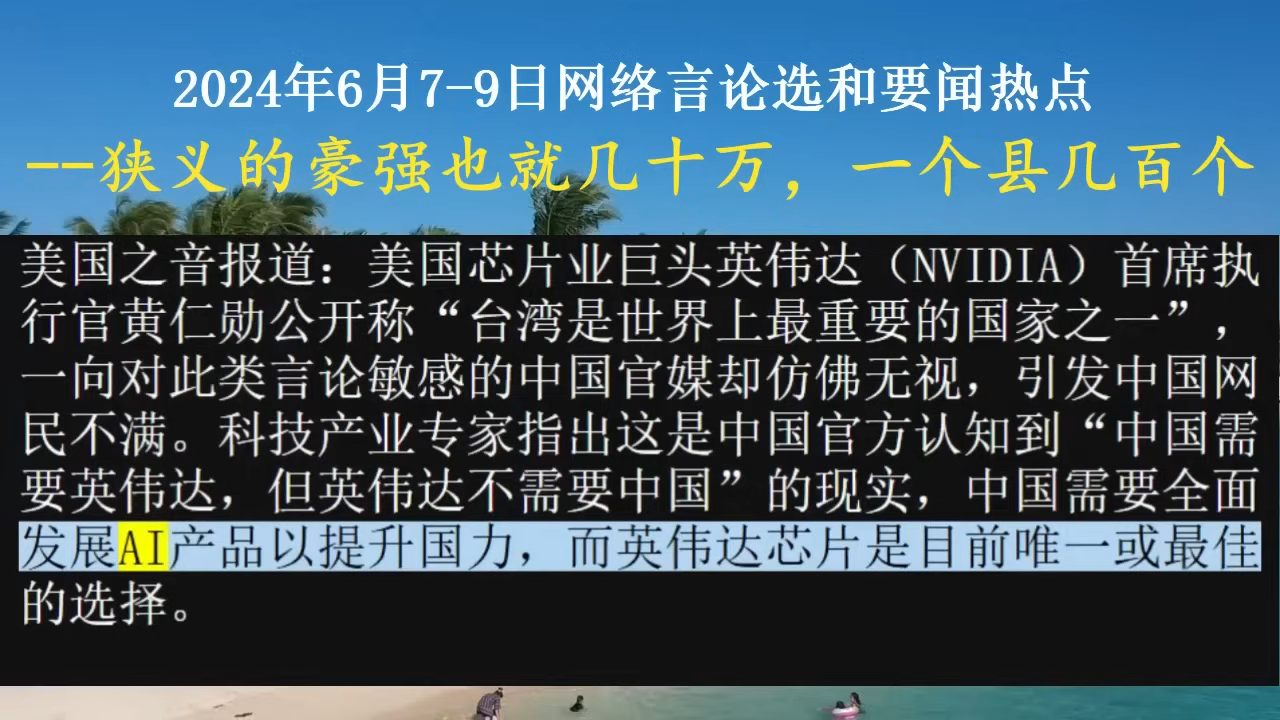 2024年6月7-9日网络言论选和要闻热点
--狭义的豪强也就几十万，一个县几百个
美国之音报道：美国芯片业巨头英伟达（NVIDIA）首席执
行官黄仁勋公开称“台湾是世界上最重要的国家之一”，
一向对此类言论敏感的中国官媒却仿佛无视，引发中国网
民不满。科技产业专家指出这是中国官方认知到“中国需
要英伟达，但英伟达不需要中国”的现实，中国需要全面
发展AI产品以提升国力，而英伟达芯片是目前唯一或最佳
的选择。